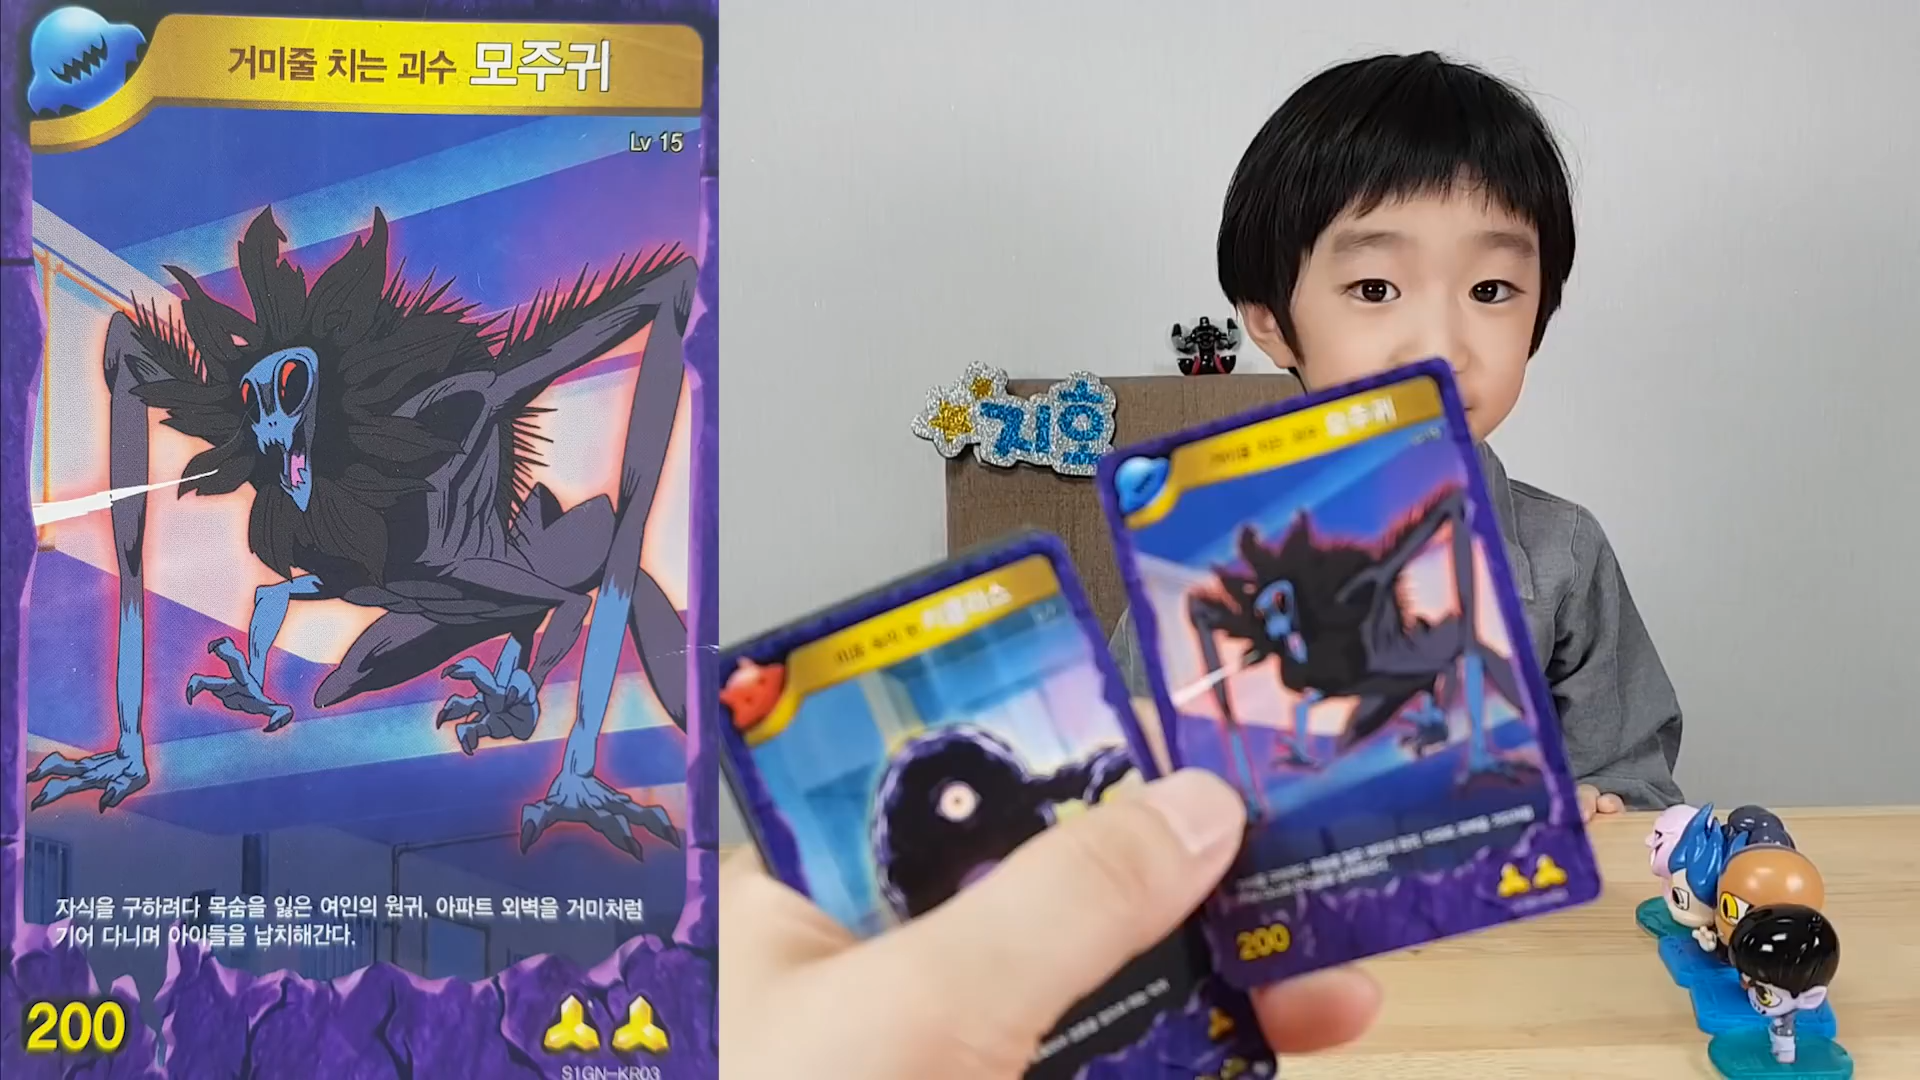 거미줄 치는 괴수 모주귀
Lv 15
자식을 구하려다 목숨을 잃은 여인의 원귀, 아파트 외벽을 거미처럼
기어 다니며 아이들을 납치해간다.
200
S1GN-KR03
지호
거미줄 치는 괴수 모주귀
200